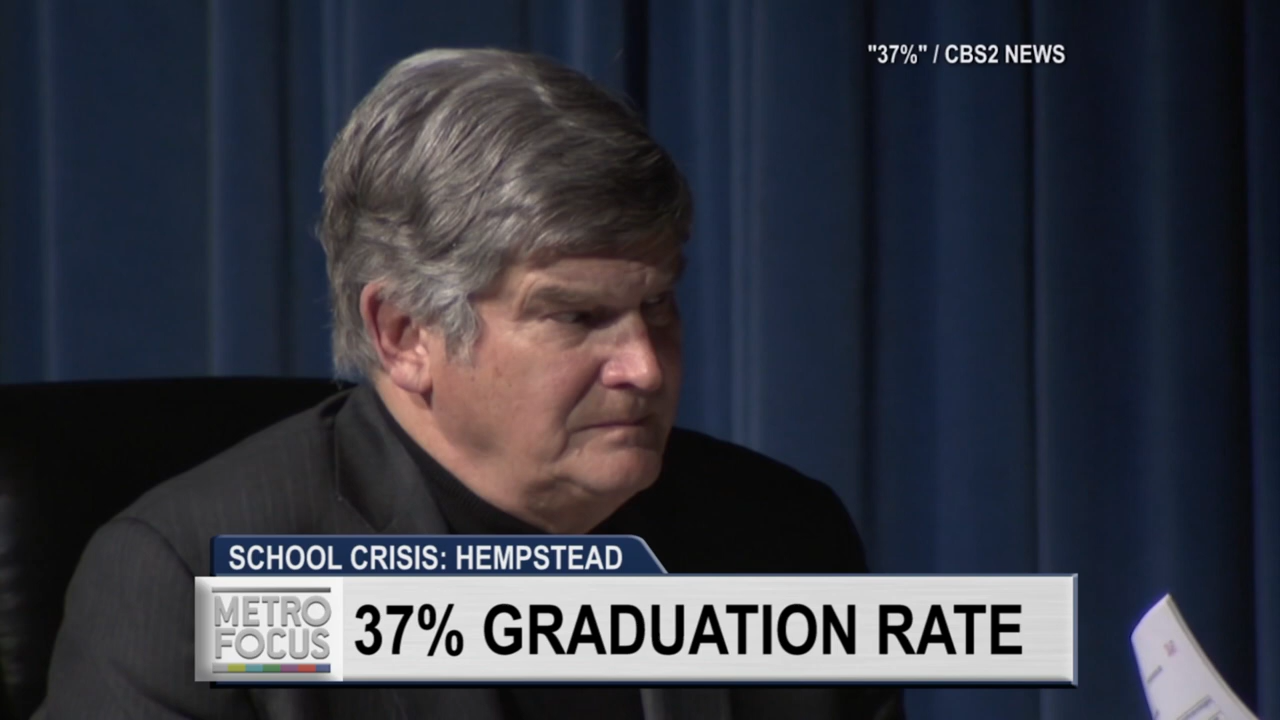 "37%" / CBS2 NEWS
SCHOOL CRISIS: HEMPSTEAD
METRO
FOCUS
37% GRADUATION RATE